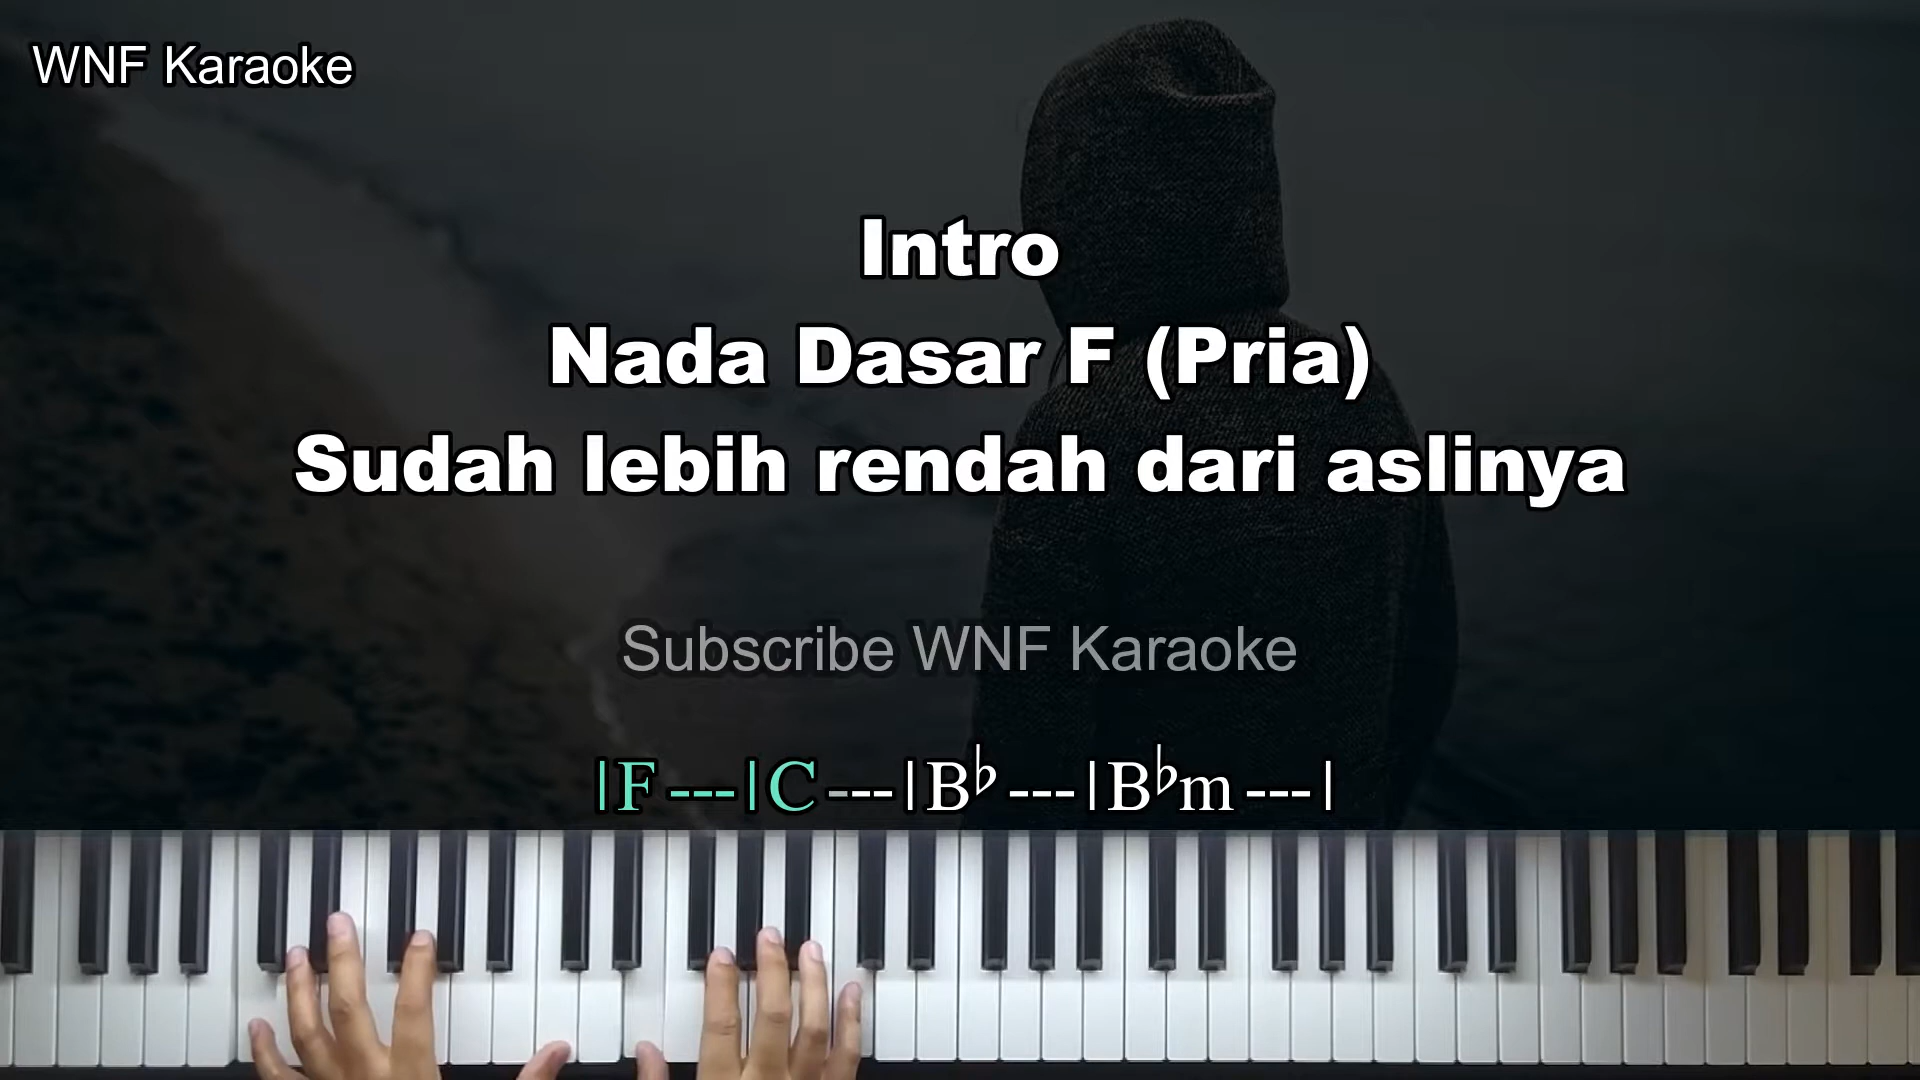 WNF Karaoke
Intro
Nada Dasar F (Pria)
Sudah lebih rendah dari aslinya
Subscribe WNF Karaoke
|F ---|C ---|B♭ ---|B♭m ---|